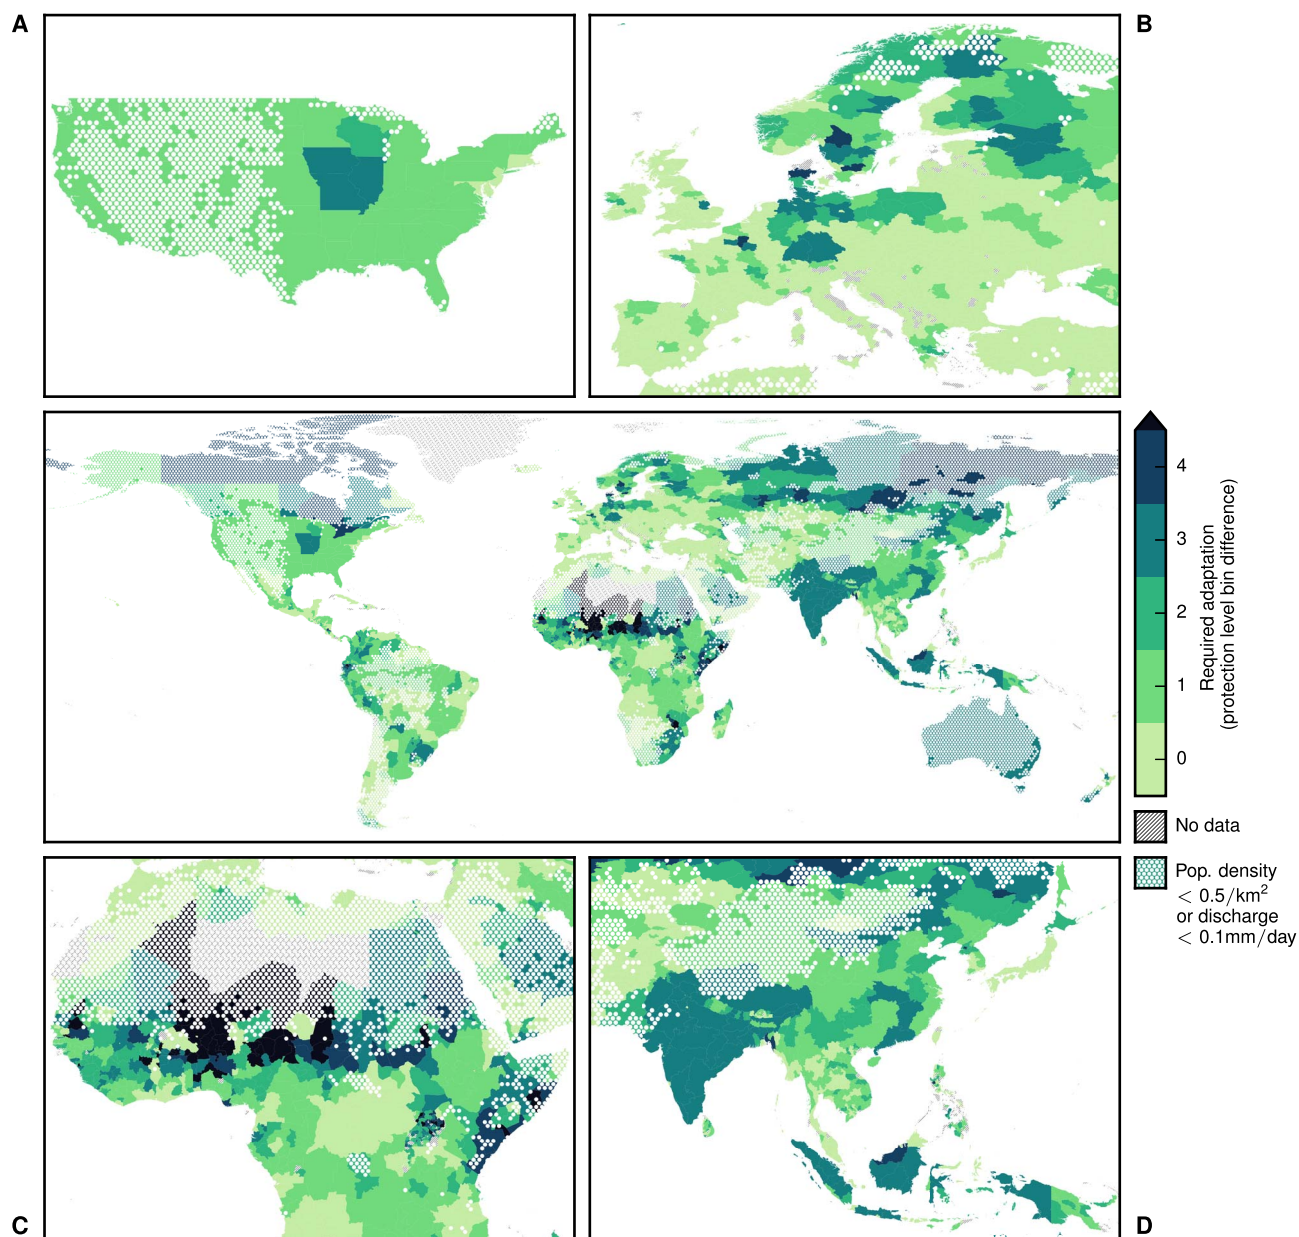 A
B
4
3
2
1
0
Required adaptation
(protection level bin difference)
No data
Pop. density
< 0.5/km²
or discharge
< 0.1mm/day
C
D